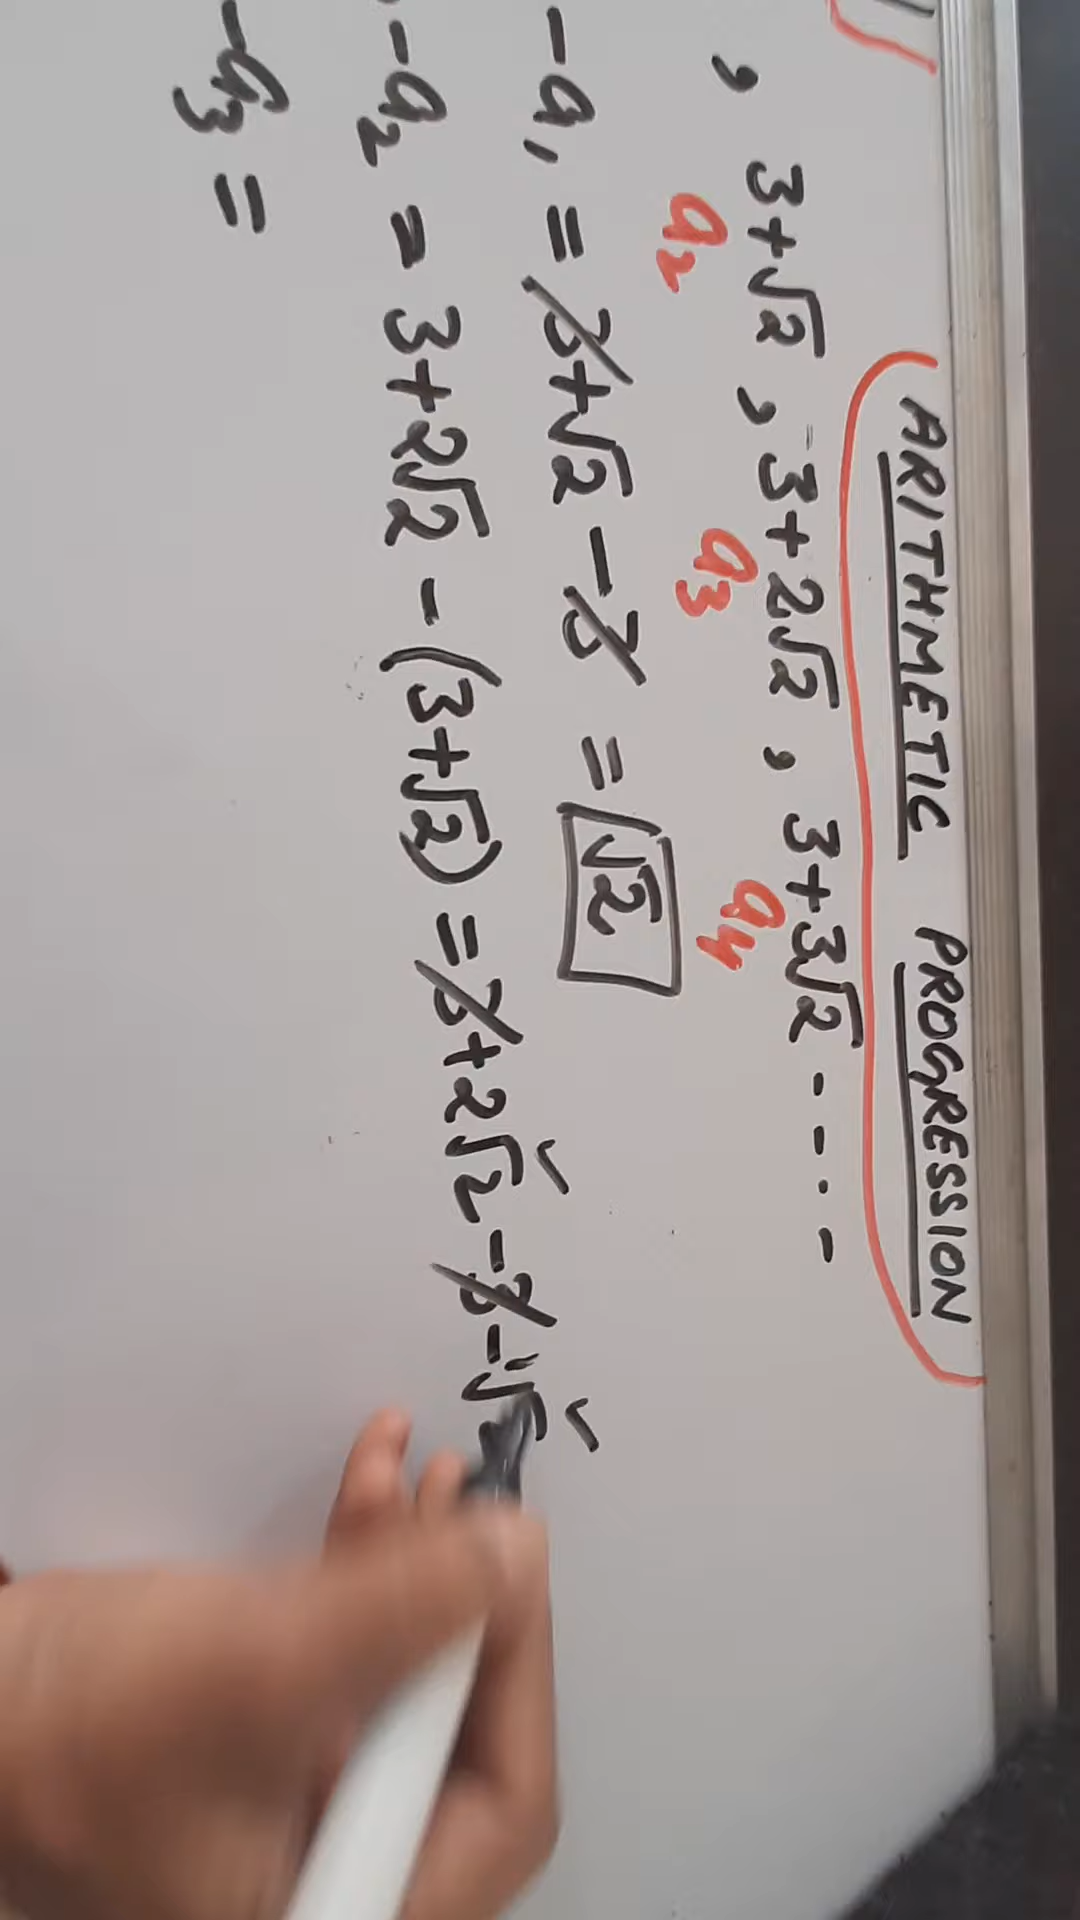 ARITHMETIC PROGRESSION
, 3+√2 , 3+2√2 , 3+3√2 ----
a2 a3 a4
-a1 = 3+√2 - 3 = √2
-a2 = 3+2√2 - (3+√2) = 3+2√2 - 3 - 1√
-a3 =